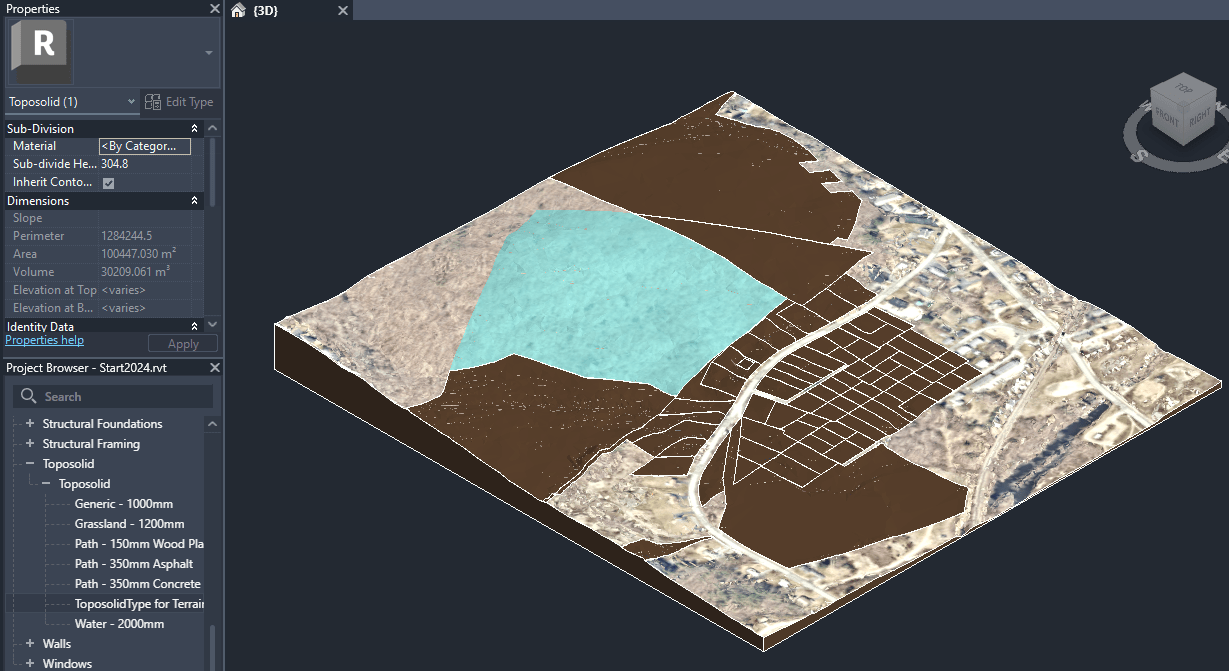 Properties
{3D}
R
Toposolid (1)
Edit Type
Sub-Division
Material <By Categor...
Sub-divide He... 304.8
Inherit Conto...
Dimensions
Slope
Perimeter 1284244.5
Area 100447.030 m²
Volume 30209.061 m³
Elevation at Top <varies>
Elevation at B... <varies>
Identity Data
Properties help
Apply
Project Browser - Start2024.rvt
Search
Structural Foundations
Structural Framing
Toposolid
Toposolid
Generic - 1000mm
Grassland - 1200mm
Path - 150mm Wood Pla
Path - 350mm Asphalt
Path - 350mm Concrete
ToposolidType for Terrain
Water - 2000mm
Walls
Windows
TOP
FRONT
RIGHT
S